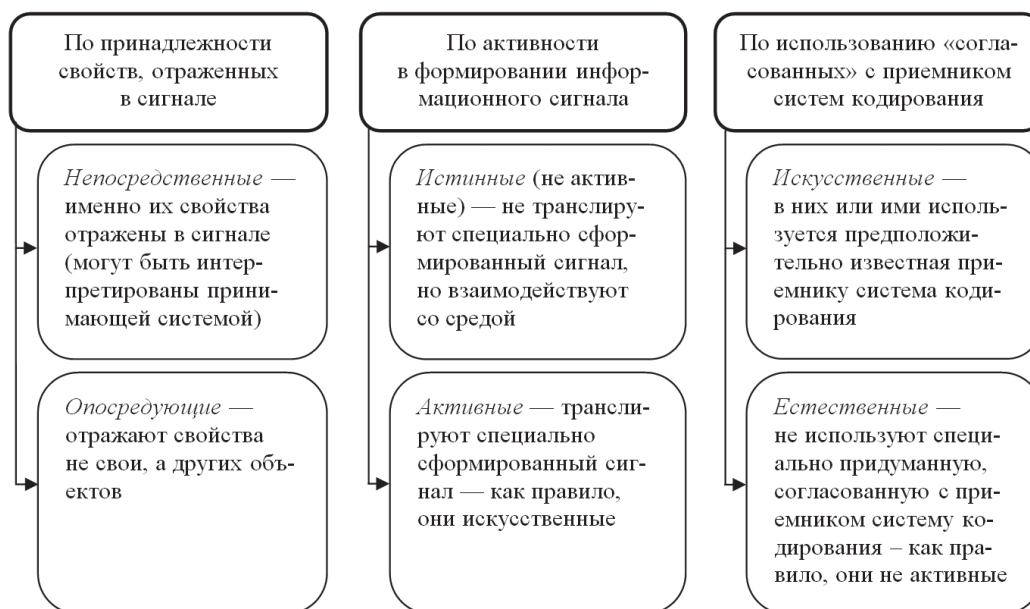 По принадлежности
свойств, отраженных
в сигнале
Непосредственные —
именно их свойства
отражены в сигнале
(могут быть интер-
претированы прини-
мающей системой)
Опосредующие —
отражают свойства
не свои, а других объ-
ектов
По активности
в формировании инфор-
мационного сигнала
Истинные (не актив-
ные) — не транслиру-
ют специально сфор-
мированный сигнал,
но взаимодействуют
со средой
Активные — трансли-
руют специально
сформированный сиг-
нал — как правило,
они искусственные
По использованию «согла-
сованных» с приемником
систем кодирования
Искусственные —
в них или ими исполь-
зуется предположи-
тельно известная при-
емнику система коди-
рования
Естественные —
не используют специ-
ально придуманную,
согласованную с при-
емником систему ко-
дирования – как пра-
вило, они не активные